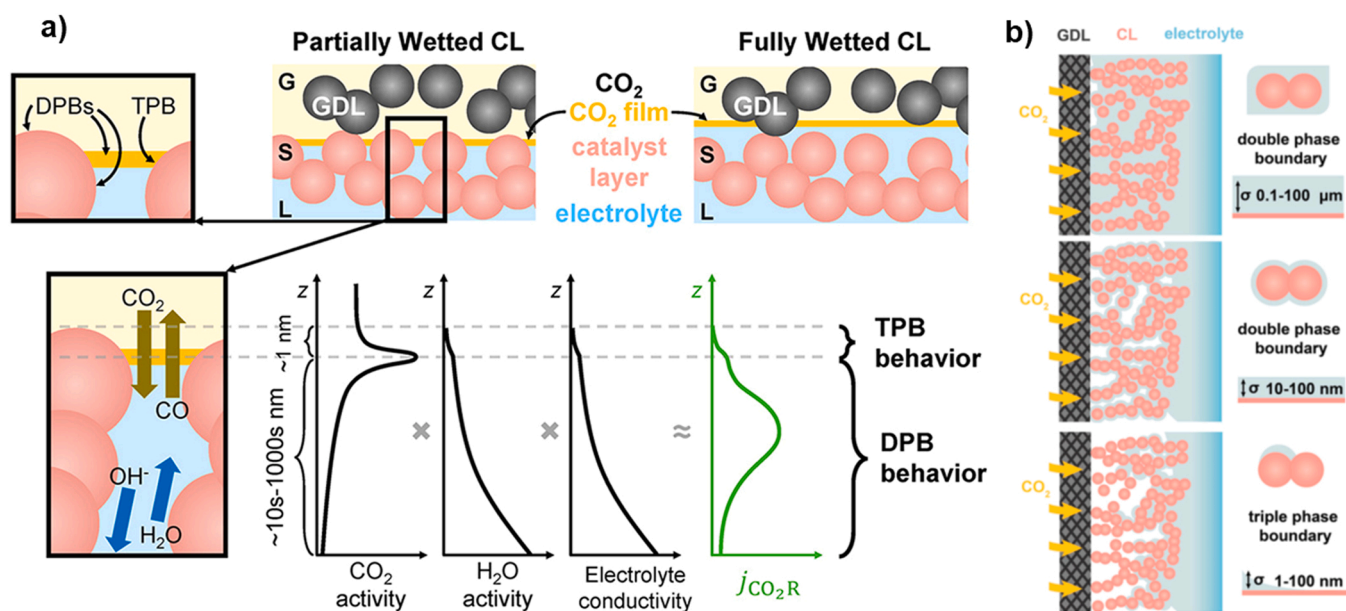 a)
Partially Wetted CL
Fully Wetted CL
DPBs
TPB
G
GDL
S
L
CO₂
CO₂ film
catalyst
layer
electrolyte
G
GDL
S
L
CO₂
CO
OH⁻
H₂O
~1 nm
~10s-1000s nm
z
z
z
z
×
×
≈
CO₂
activity
H₂O
activity
Electrolyte
conductivity
jCO₂R
TPB
behavior
DPB
behavior
b)
GDL CL electrolyte
CO₂
double phase
boundary
σ 0.1-100 µm
CO₂
double phase
boundary
σ 10-100 nm
CO₂
triple phase
boundary
σ 1-100 nm